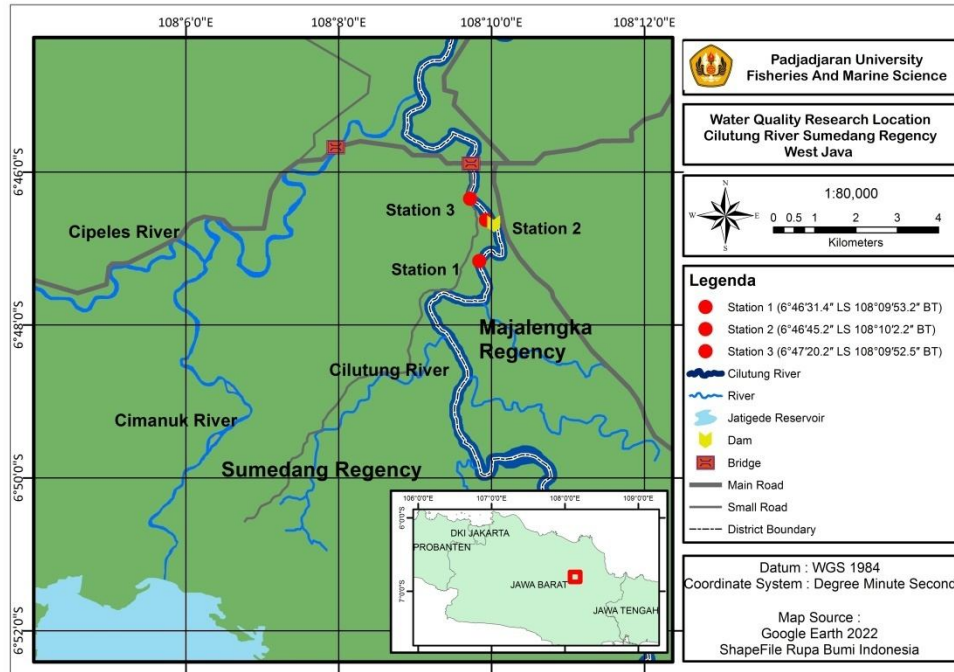 108°6'0"E 108°8'0"E 108°10'0"E 108°12'0"E
6°46'0"S
6°48'0"S
6°50'0"S
6°52'0"S
Station 3
Station 2
Cipeles River
Station 1
Majalengka
Regency
Cilutung River
Cimanuk River
Sumedang Regency
106°0'0"E 107°0'0"E 108°0'0"E 109°0'0"E
6°0'0"S
7°0'0"S
DKI JAKARTA
PROBANTEN
JAWA BARAT
JAWA TENGAH
Padjadjaran University
Fisheries And Marine Science
Water Quality Research Location
Cilutung River Sumedang Regency
West Java
N
W E
S
1:80,000
0 0.5 1 2 3 4
Kilometers
Legenda
Station 1 (6°46'31.4" LS 108°09'53.2" BT)
Station 2 (6°46'45.2" LS 108°10'2.2" BT)
Station 3 (6°47'20.2" LS 108°09'52.5" BT)
Cilutung River
River
Jatigede Reservoir
Dam
Bridge
Main Road
Small Road
District Boundary
Datum : WGS 1984
Coordinate System : Degree Minute Second
Map Source :
Google Earth 2022
ShapeFile Rupa Bumi Indonesia